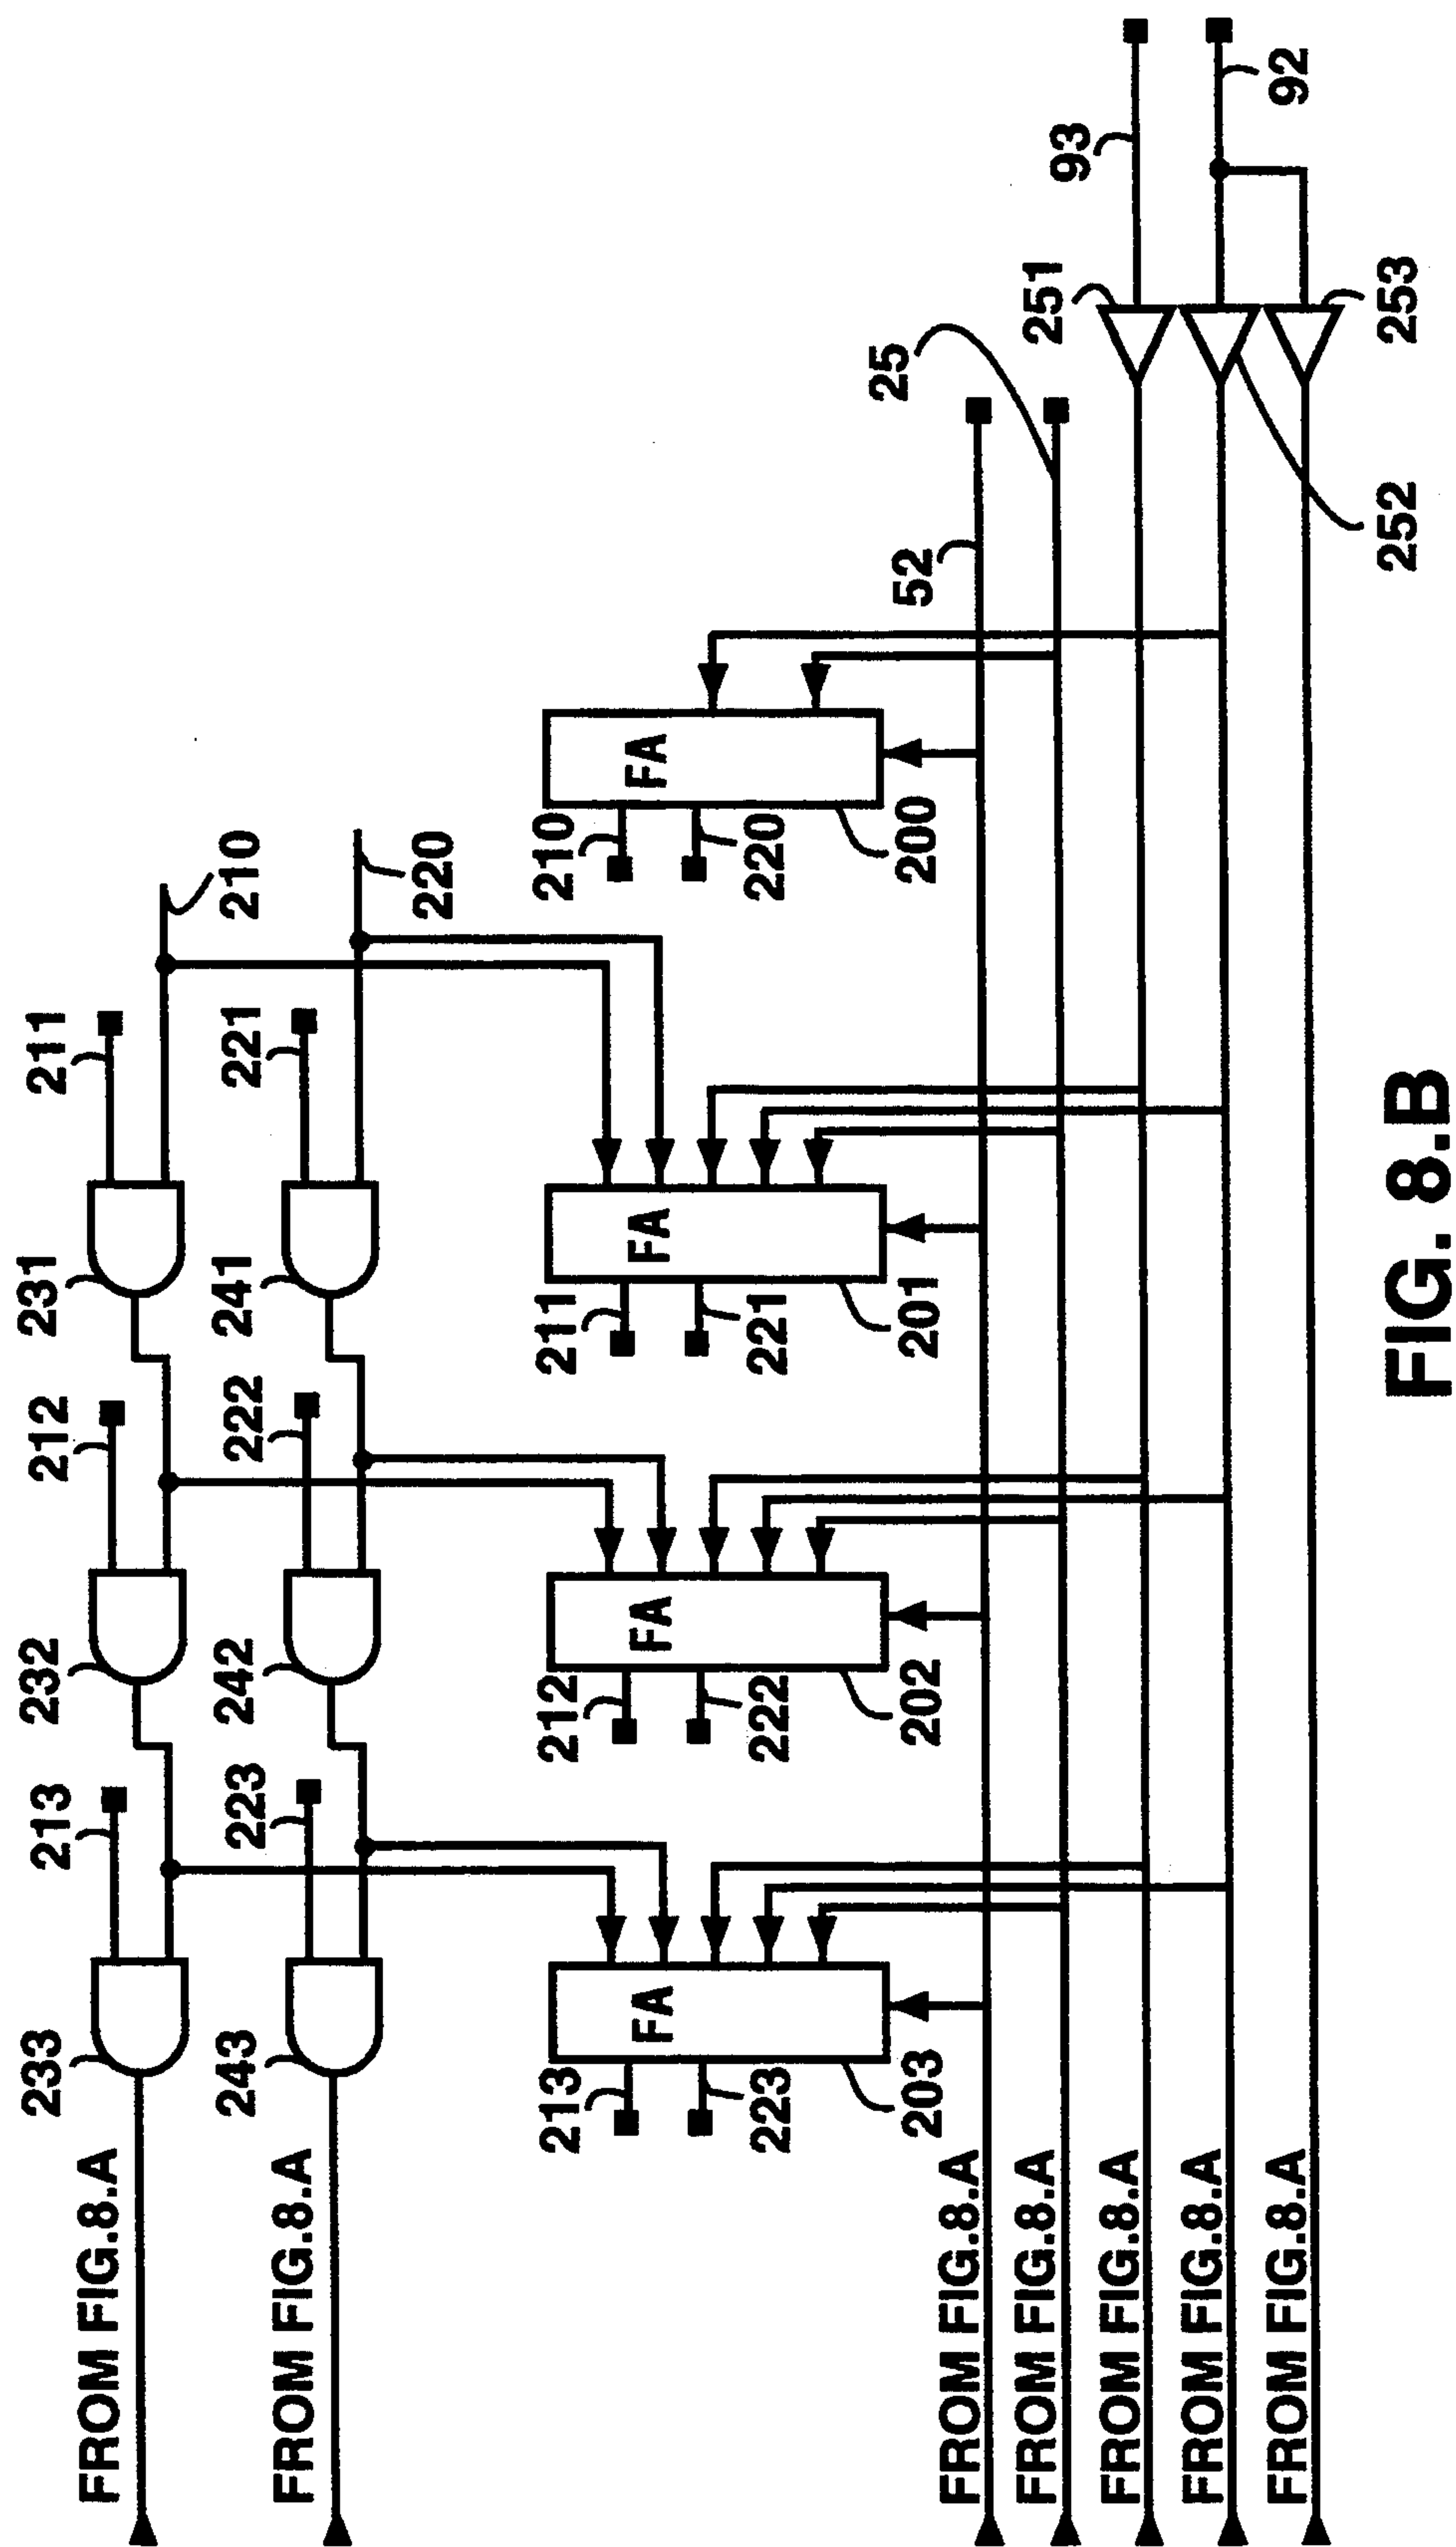 FIG. 8.B
FROM FIG.8.A
233
213
232
212
231
211
210
FROM FIG.8.A
243
223
242
222
241
221
220
213
FA
212
FA
211
FA
210
FA
223
222
221
220
203
202
201
200
FROM FIG.8.A
52
25
FROM FIG.8.A
FROM FIG.8.A
251
93
FROM FIG.8.A
92
FROM FIG.8.A
252
253